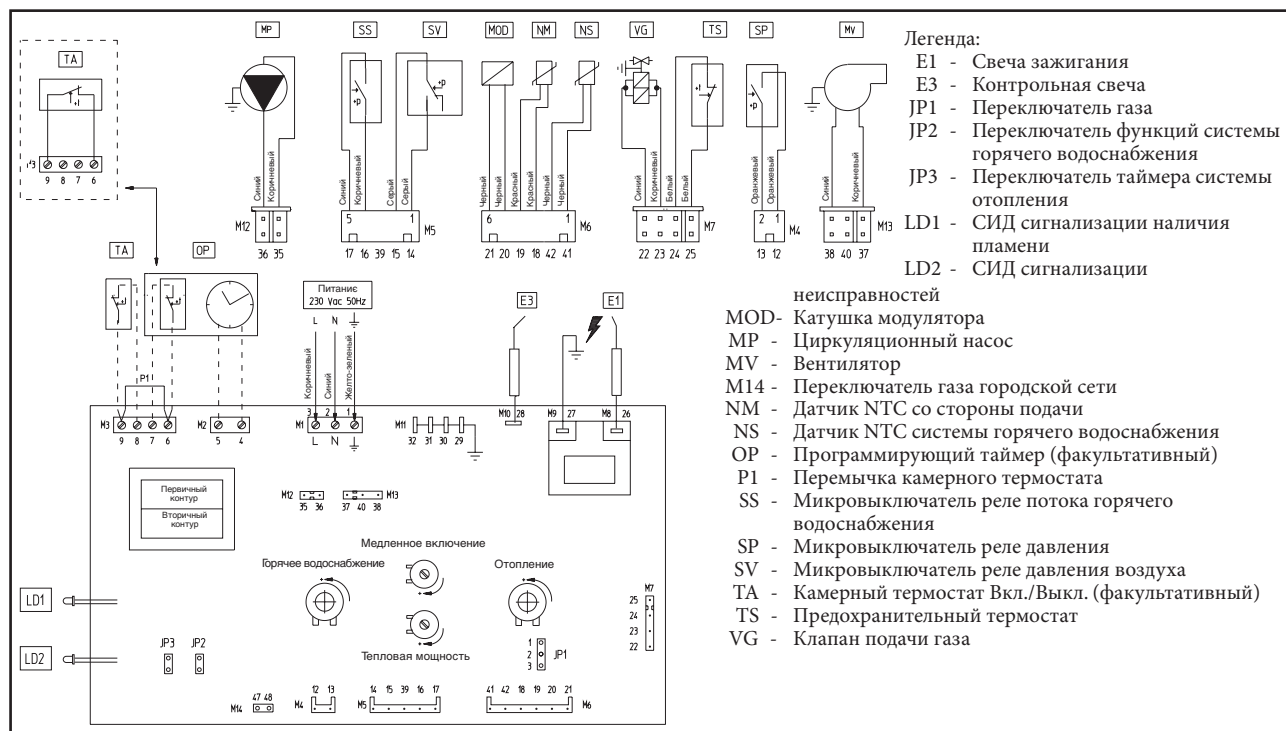 MP SS SV MOD NM NS VG TS SP MV
TA
+t
+p
+p
+t
+p
M3
9 8 7 6
Синий
Коричневый
M12
36 35
Синий
Коричневый
Серый
Серый
5 1
M5
17 16 39 15 14
Черный
Черный
Красный
Красный
Черный
Черный
6 1
M6
21 20 19 18 42 41
Синий
Коричневый
Белый
Белый
M7
22 23 24 25
Оранжевый
Оранжевый
2 1
M4
13 12
Синий
Коричневый
M13
38 40 37
TA OP
P1
Питание
230 Vac 50Hz
L N
Коричневый
Синий
Желто-зеленый
3 2 1
E3 E1
M3
9 8 7 6
M2
5 4
M1
L N
M11
32 31 30 29
M10 28
M9 27
M8 26
Первичный
контур
Вторичный
контур
M12
35 36
M13
37 40 38
Медленное включение
Горячее водоснабжение
Отопление
Тепловая мощность
M7
25
24
23
22
LD1
LD2
JP3 JP2
1
2
3
JP1
47 48
M14
12 13
M4
14 15 39 16 17
M5
41 42 18 19 20 21
M6
Легенда:
E1 - Свеча зажигания
E3 - Контрольная свеча
JP1 - Переключатель газа
JP2 - Переключатель функций системы
горячего водоснабжения
JP3 - Переключатель таймера системы
отопления
LD1 - СИД сигнализации наличия
пламени
LD2 - СИД сигнализации
неисправностей
MOD- Катушка модулятора
MP - Циркуляционный насос
MV - Вентилятор
M14 - Переключатель газа городской сети
NM - Датчик NTC со стороны подачи
NS - Датчик NTC системы горячего водоснабжения
OP - Программирующий таймер (факультативный)
P1 - Перемычка камерного термостата
SS - Микровыключатель реле потока горячего
водоснабжения
SP - Микровыключатель реле давления
SV - Микровыключатель реле давления воздуха
TA - Камерный термостат Вкл./Выкл. (факультативный)
TS - Предохранительный термостат
VG - Клапан подачи газа